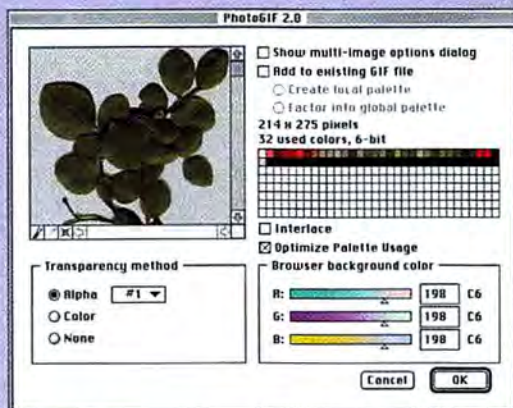 PhotoGIF 2.0
Show multi-image options dialog
Add to existing GIF file
Create local palette
Factor into global palette
214 x 275 pixels
32 used colors, 6-bit
Interlace
Optimize Palette Usage
Transparency method
Alpha #1
Color
None
Browser background color
R: 198 C6
G: 198 C6
B: 198 C6
Cancel OK